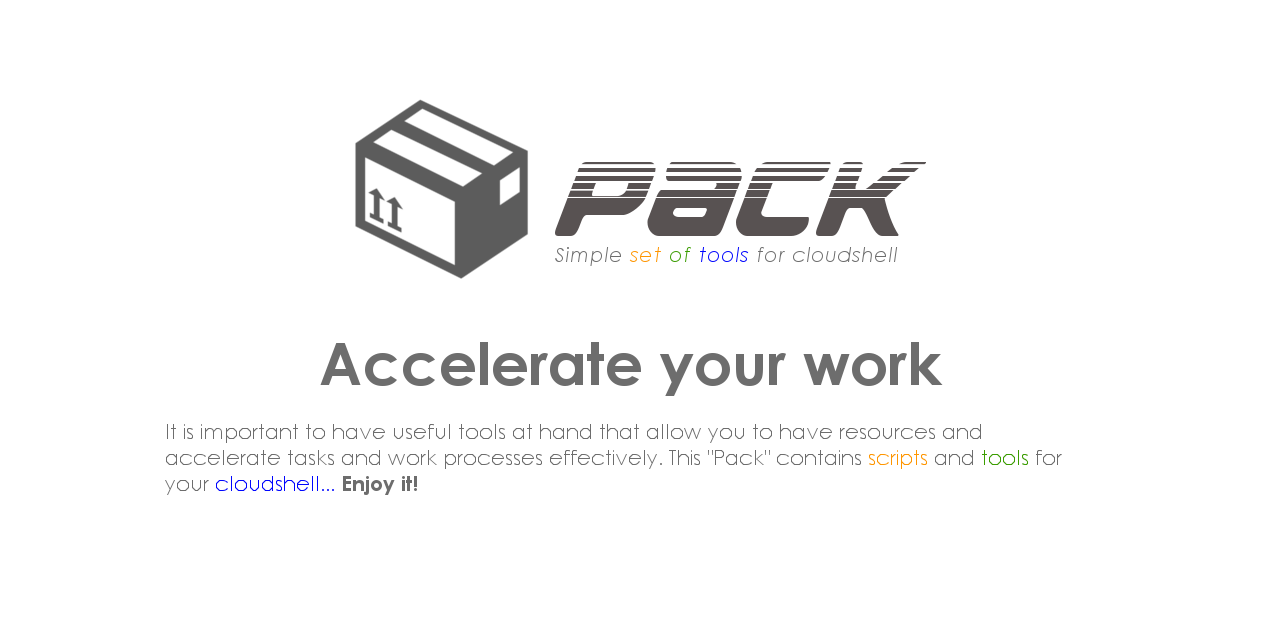 PACK
Simple set of tools for cloudshell
Accelerate your work
It is important to have useful tools at hand that allow you to have resources and
accelerate tasks and work processes effectively. This "Pack" contains scripts and tools for
your cloudshell... Enjoy it!